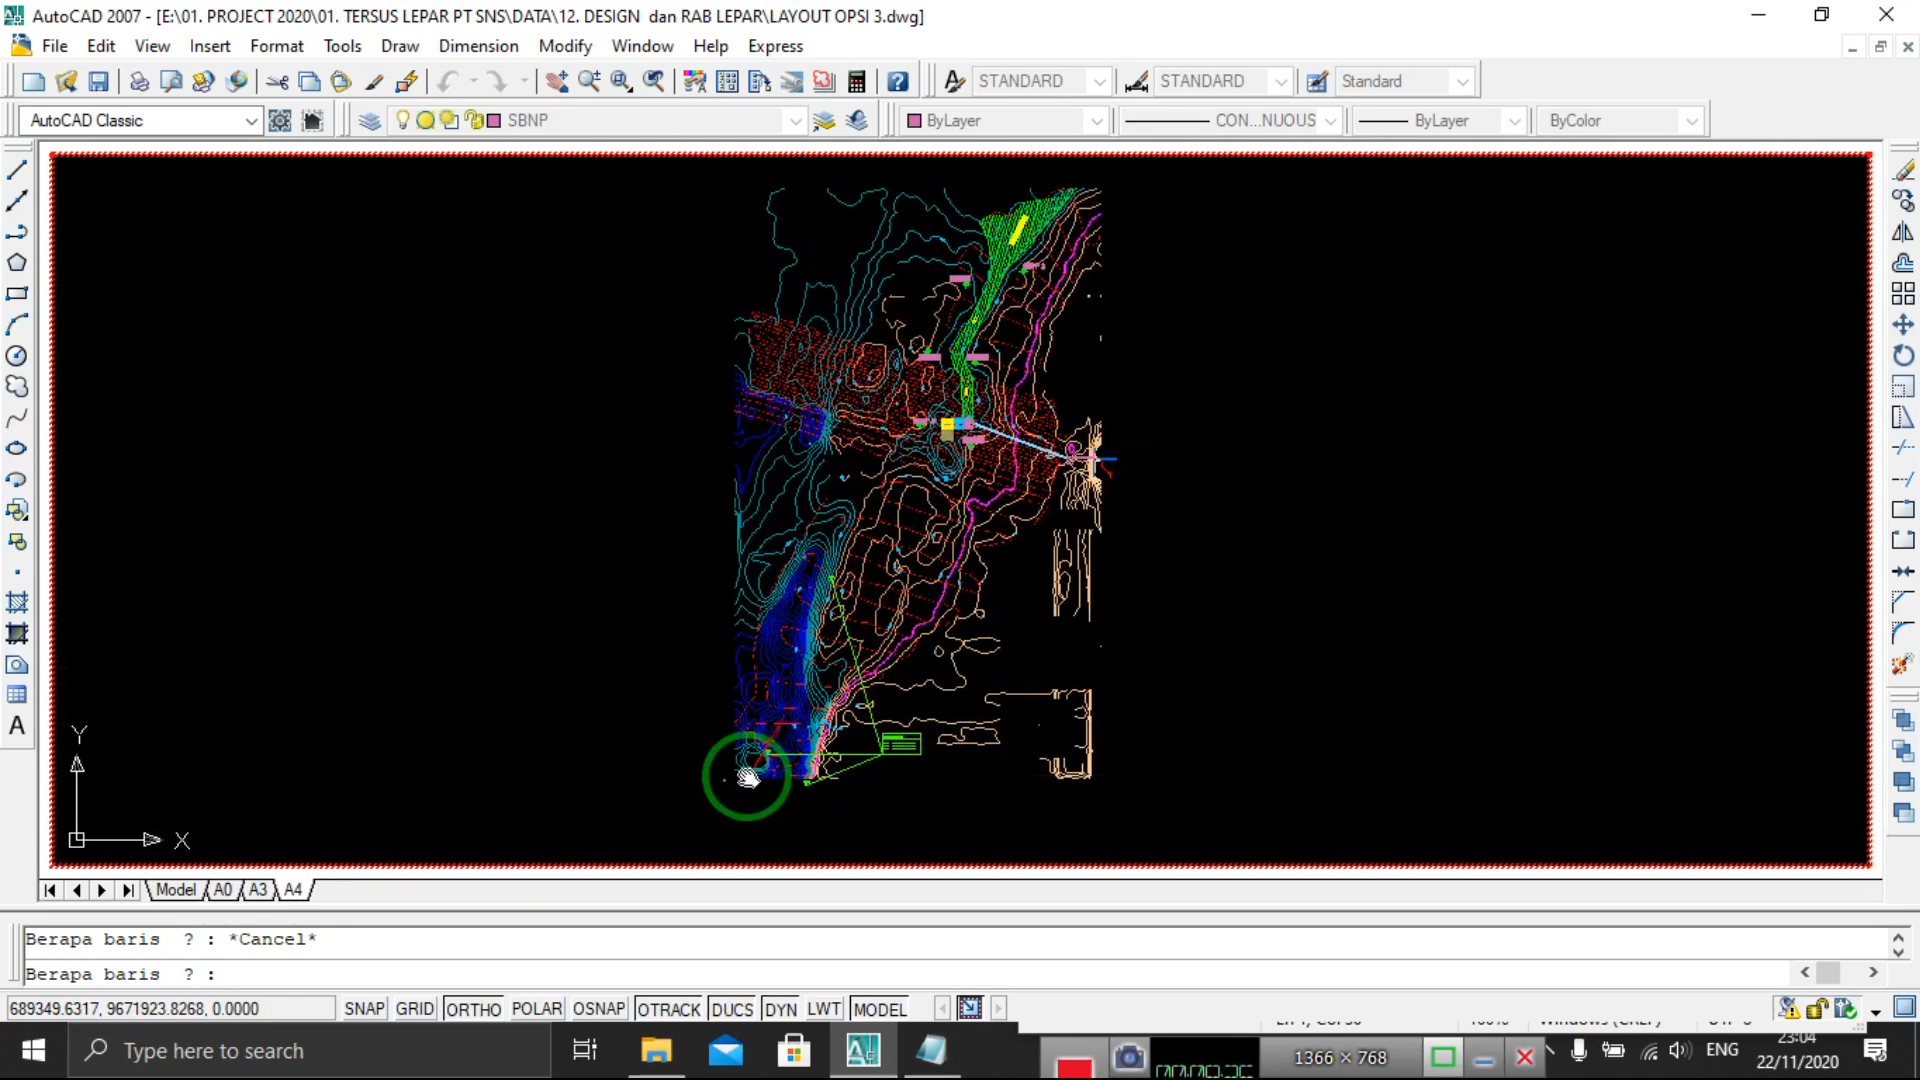 AutoCAD 2007 - [E:\01. PROJECT 2020\01. TERSUS LEPAR PT SNS\DATA\12. DESIGN  dan RAB LEPAR\LAYOUT OPSI 3.dwg]
File Edit View Insert Format Tools Draw Dimension Modify Window Help Express
STANDARD STANDARD Standard
AutoCAD Classic SBNP ByLayer CON...NUOUS ByLayer ByColor
Y
X
Model A0 A3 A4
Berapa baris  ? : *Cancel*
Berapa baris  ? :
689349.6317, 9671923.8268, 0.0000 SNAP GRID ORTHO POLAR OSNAP OTRACK DUCS DYN LWT MODEL
Type here to search
1366 × 768
ENG
23:04
22/11/2020